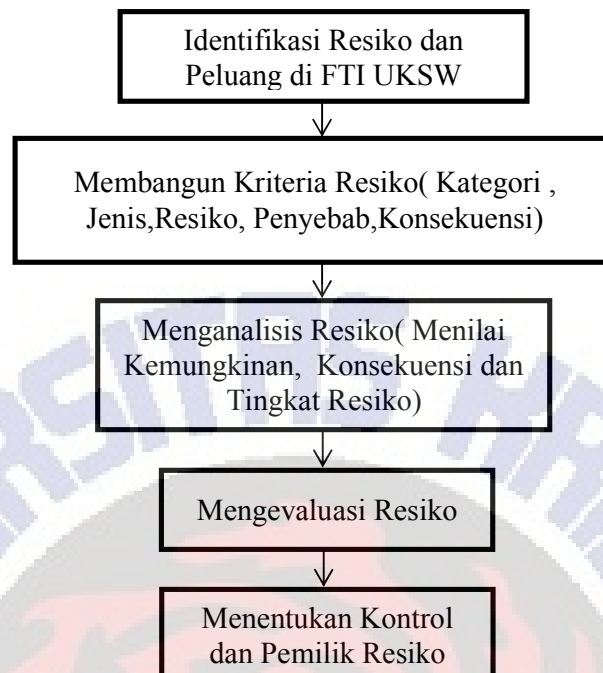 Identifikasi Resiko dan
Peluang di FTI UKSW
Membangun Kriteria Resiko( Kategori ,
Jenis,Resiko, Penyebab,Konsekuensi)
Menganalisis Resiko( Menilai
Kemungkinan, Konsekuensi dan
Tingkat Resiko)
Mengevaluasi Resiko
Menentukan Kontrol
dan Pemilik Resiko